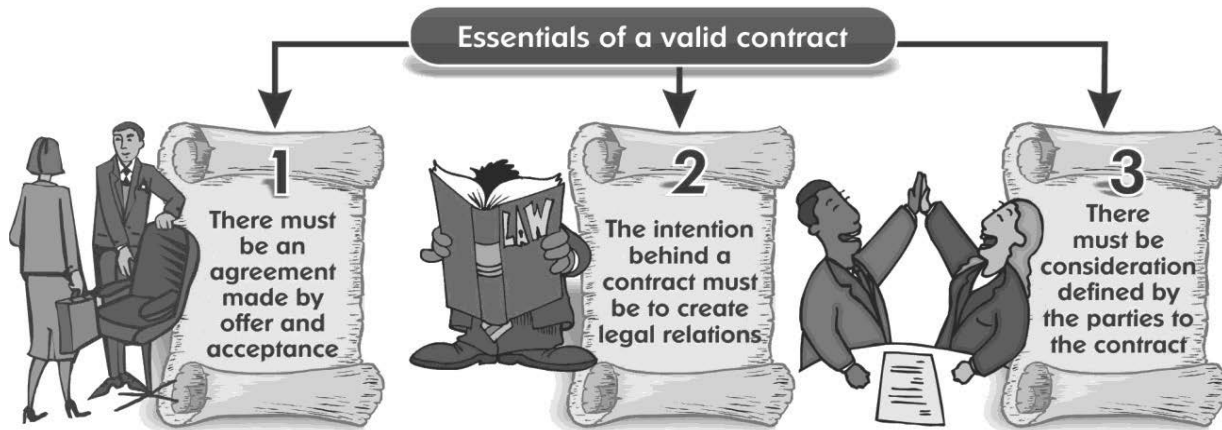 Essentials of a valid contract
1
There must
be an
agreement
made by
offer and
acceptance
2
LAW
The intention
behind a
contract must
be to create
legal relations
3
There
must be
consideration
defined by
the parties to
the contract